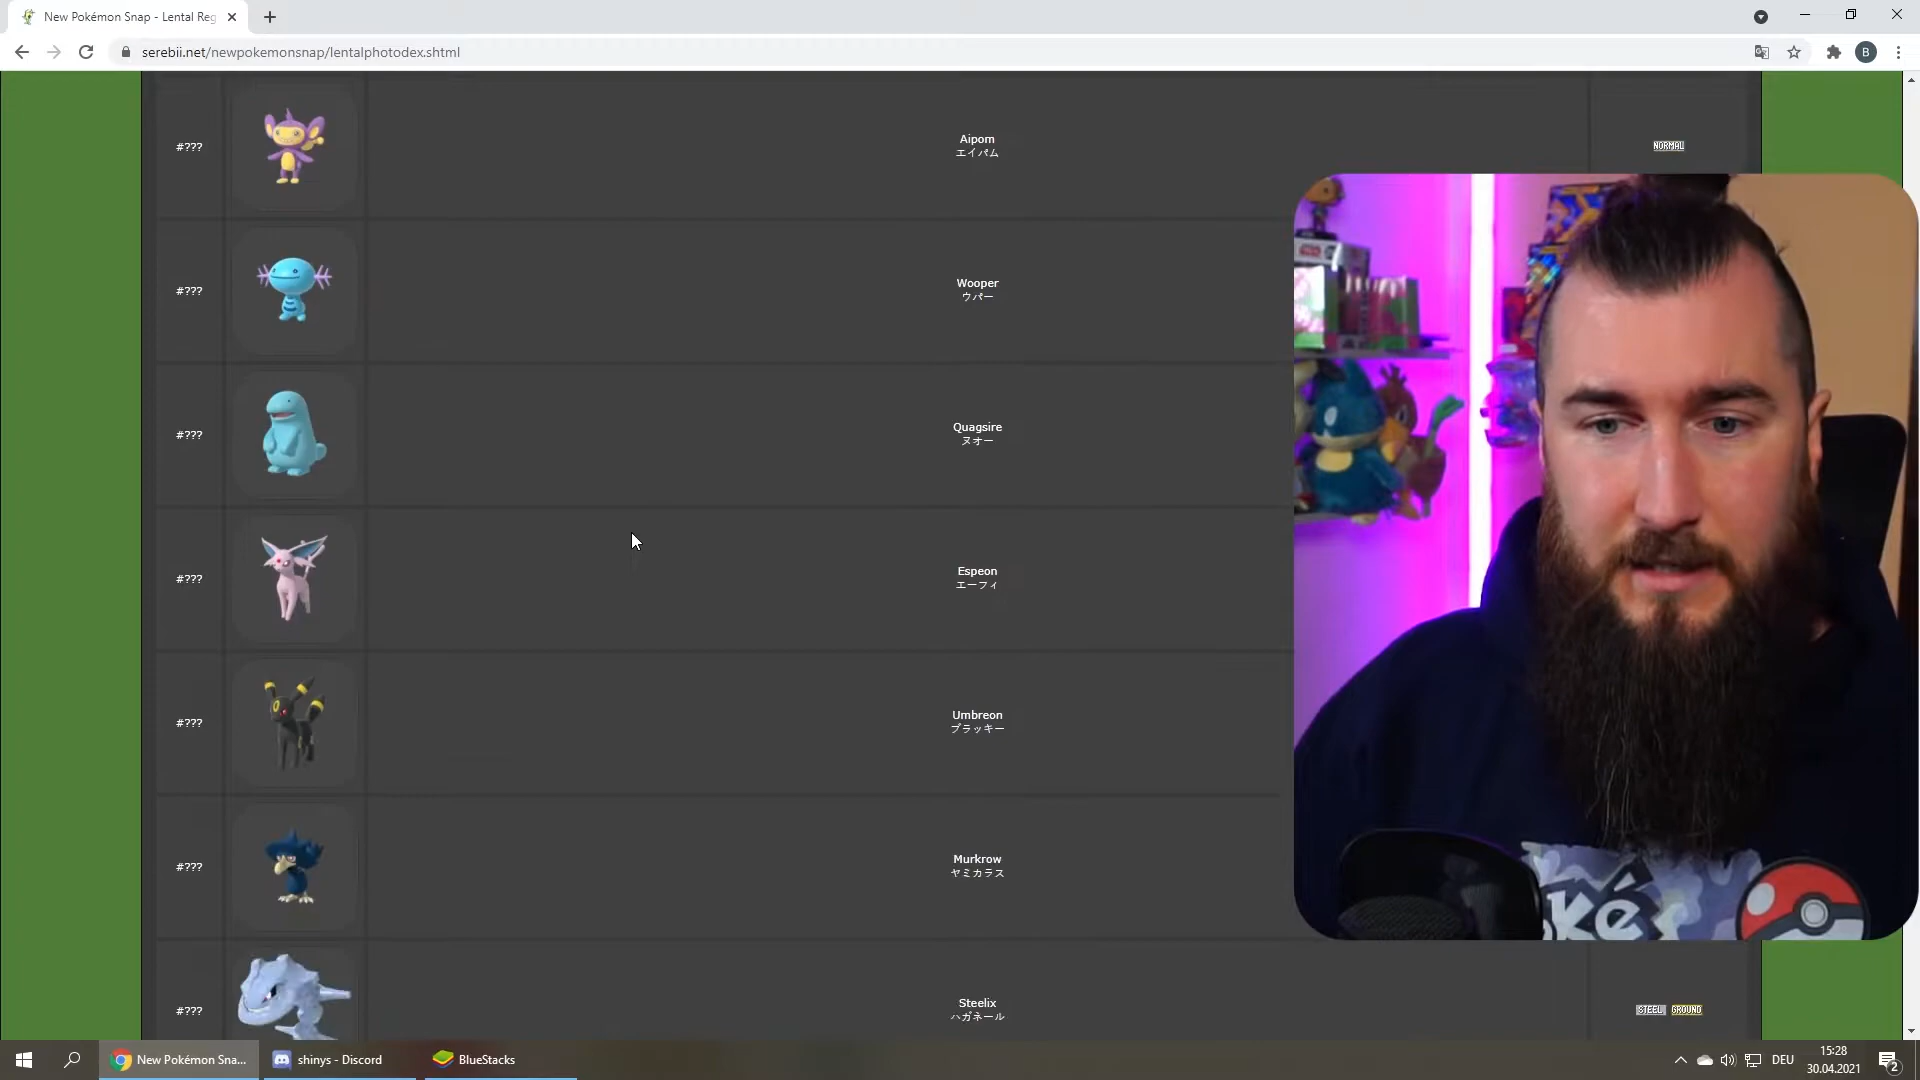 New Pokémon Snap - Lental Reg
serebii.net/newpokemonsnap/lentalphotodex.shtml
B
#???
Aipom
エイパム
NORMAL
#???
Wooper
ウパー
#???
Quagsire
ヌオー
#???
Espeon
エーフィ
#???
Umbreon
ブラッキー
#???
Murkrow
ヤミカラス
#???
Steelix
ハガネール
STEEL GROUND
ké
New Pokémon Sna...
shinys - Discord
BlueStacks
DEU
15:28
30.04.2021
2